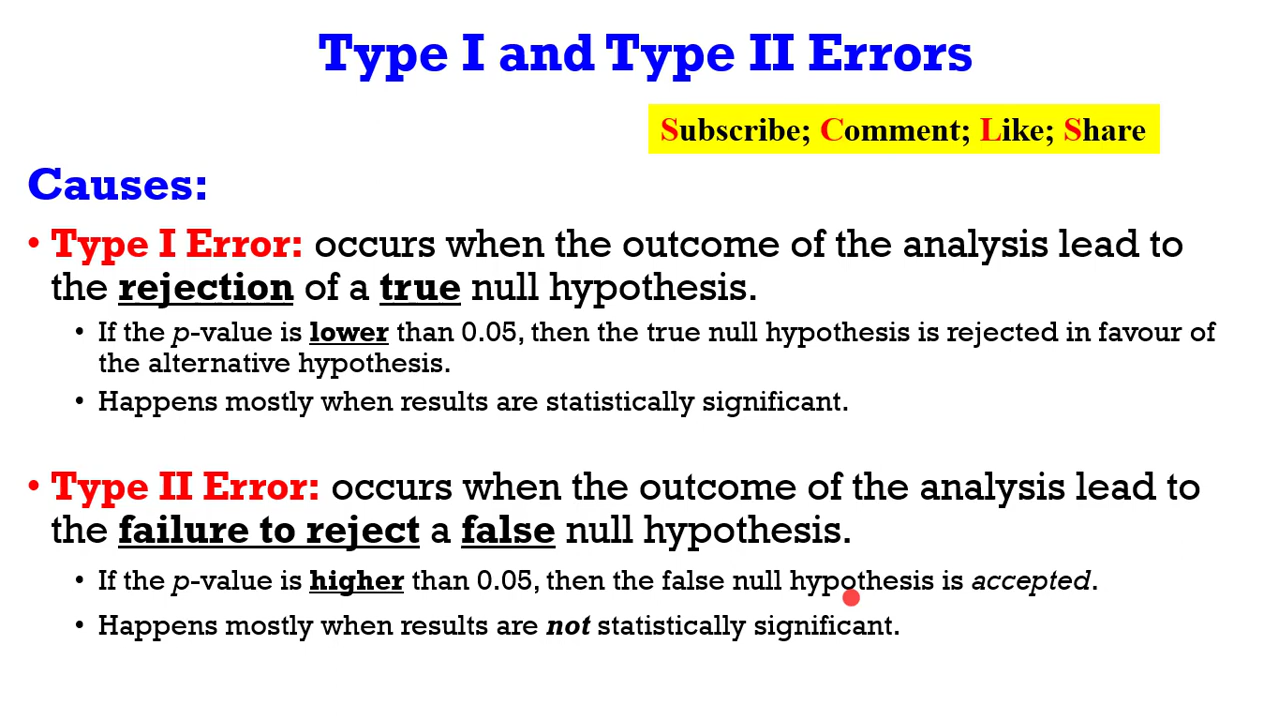 Type I and Type II Errors
Subscribe; Comment; Like; Share
Causes:
• Type I Error: occurs when the outcome of the analysis lead to
the rejection of a true null hypothesis.
• If the p-value is lower than 0.05, then the true null hypothesis is rejected in favour of
the alternative hypothesis.
• Happens mostly when results are statistically significant.
• Type II Error: occurs when the outcome of the analysis lead to
the failure to reject a false null hypothesis.
• If the p-value is higher than 0.05, then the false null hypothesis is accepted.
• Happens mostly when results are not statistically significant.